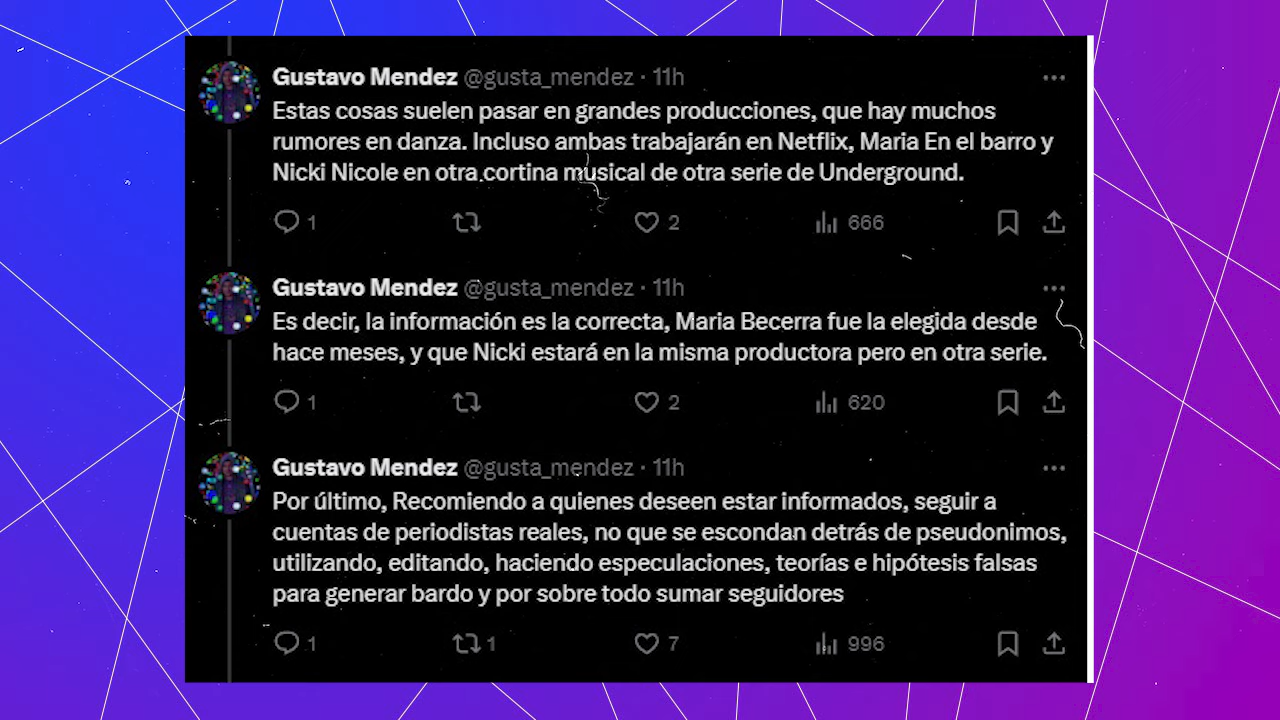 Gustavo Mendez @gusta_mendez · 11h
Estas cosas suelen pasar en grandes producciones, que hay muchos
rumores en danza. Incluso ambas trabajarán en Netflix, Maria En el barro y
Nicki Nicole en otra cortina musical de otra serie de Underground.
1 2 666
Gustavo Mendez @gusta_mendez · 11h
Es decir, la información es la correcta, Maria Becerra fue la elegida desde
hace meses, y que Nicki estará en la misma productora pero en otra serie.
1 2 620
Gustavo Mendez @gusta_mendez · 11h
Por último, Recomiendo a quienes deseen estar informados, seguir a
cuentas de periodistas reales, no que se escondan detrás de pseudonimos,
utilizando, editando, haciendo especulaciones, teorías e hipótesis falsas
para generar bardo y por sobre todo sumar seguidores
1 1 7 996